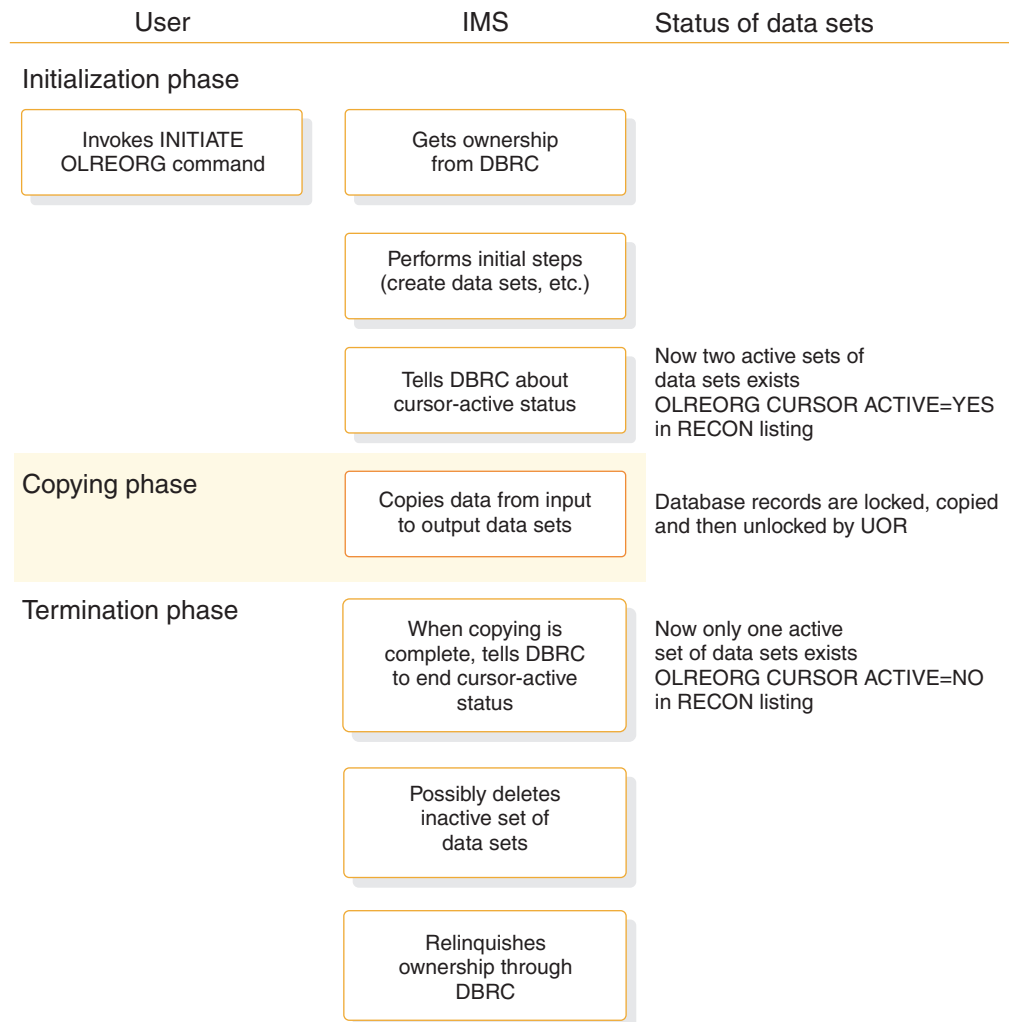 User
IMS
Status of data sets
Initialization phase
Invokes INITIATE
OLREORG command
Gets ownership
from DBRC
Performs initial steps
(create data sets, etc.)
Tells DBRC about
cursor-active status
Now two active sets of
data sets exists
OLREORG CURSOR ACTIVE=YES
in RECON listing
Copying phase
Copies data from input
to output data sets
Database records are locked, copied
and then unlocked by UOR
Termination phase
When copying is
complete, tells DBRC
to end cursor-active
status
Now only one active
set of data sets exists
OLREORG CURSOR ACTIVE=NO
in RECON listing
Possibly deletes
inactive set of
data sets
Relinquishes
ownership through
DBRC